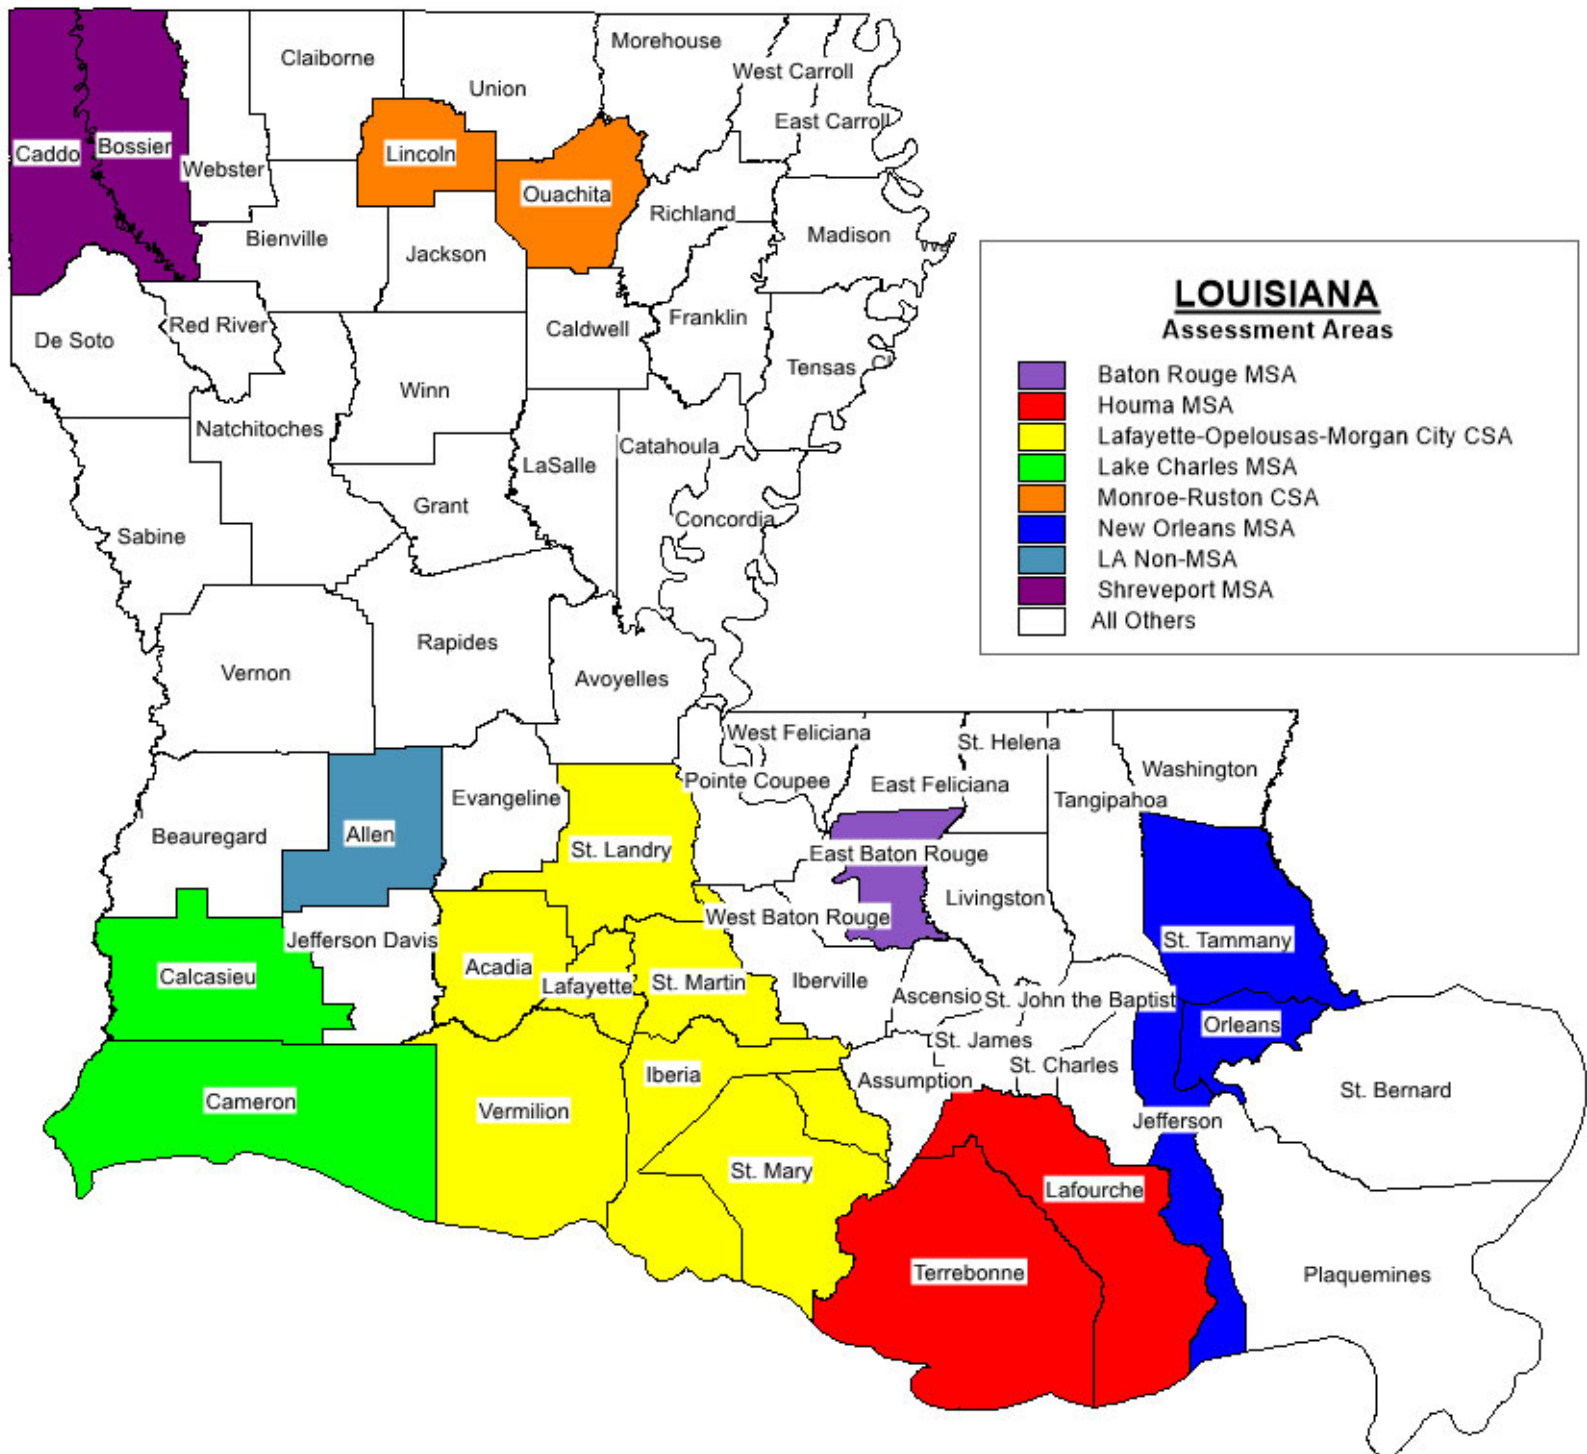 Claiborne
Morehouse
Union
West Carroll
East Carroll
Caddo
Bossier
Webster
Lincoln
Ouachita
Richland
Madison
Bienville
Jackson
De Soto
Red River
Caldwell
Franklin
Tensas
Winn
Natchitoches
Catahoula
LaSalle
Grant
Concordia
Sabine
Rapides
Vernon
Avoyelles
LOUISIANA
Assessment Areas
Baton Rouge MSA
Houma MSA
Lafayette-Opelousas-Morgan City CSA
Lake Charles MSA
Monroe-Ruston CSA
New Orleans MSA
LA Non-MSA
Shreveport MSA
All Others
West Feliciana
St. Helena
Washington
Pointe Coupee
East Feliciana
Tangipahoa
Evangeline
Beauregard
Allen
St. Landry
East Baton Rouge
Livingston
West Baton Rouge
Jefferson Davis
St. Tammany
Calcasieu
Acadia
Lafayette
St. Martin
Iberville
Ascensio
St. John the Baptist
Orleans
St. James
St. Charles
Iberia
Assumption
Cameron
Vermilion
St. Bernard
Jefferson
St. Mary
Lafourche
Terrebonne
Plaquemines